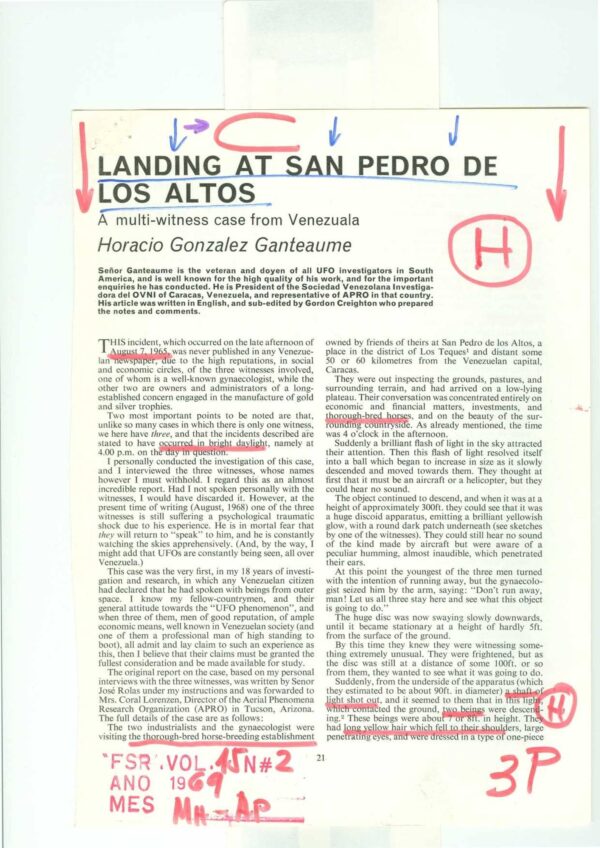 LANDING AT SAN PEDRO DE
LOS ALTOS
A multi-witness case from Venezuala
Horacio Gonzalez Ganteaume
H
Señor Ganteaume is the veteran and doyen of all UFO investigators in South
America, and is well known for the high quality of his work, and for the important
enquiries he has conducted. He is President of the Sociedad Venezolana Investiga-
dora del OVNI of Caracas, Venezuela, and representative of APRO in that country.
His article was written in English, and sub-edited by Gordon Creighton who prepared
the notes and comments.
THIS incident, which occurred on the late afternoon of
August 7, 1965, was never published in any Venezue-
lan newspaper, due to the high reputations, in social
and economic circles, of the three witnesses involved,
one of whom is a well-known gynaecologist, while the
other two are owners and administrators of a long-
established concern engaged in the manufacture of gold
and silver trophies.
Two most important points to be noted are that,
unlike so many cases in which there is only one witness,
we here have three, and that the incidents described are
stated to have occurred in bright daylight, namely at
4.00 p.m. on the day in question.
I personally conducted the investigation of this case,
and I interviewed the three witnesses, whose names
however I must withhold. I regard this as an almost
incredible report. Had I not spoken personally with the
witnesses, I would have discarded it. However, at the
present time of writing (August, 1968) one of the three
witnesses is still suffering a psychological traumatic
shock due to his experience. He is in mortal fear that
they will return to "speak" to him, and he is constantly
watching the skies apprehensively. (And, by the way, I
might add that UFOs are constantly being seen, all over
Venezuela.)
This case was the very first, in my 18 years of investi-
gation and research, in which any Venezuelan citizen
had declared that he had spoken with beings from outer
space. I know my fellow-countrymen, and their
general attitude towards the "UFO phenomenon", and
when three of them, men of good reputation, of ample
economic means, well known in Venezuelan society (and
one of them a professional man of high standing to
boot), all admit and lay claim to such an experience as
this, then I believe that their claims must be granted the
fullest consideration and be made available for study.
The original report on the case, based on my personal
interviews with the three witnesses, was written by Senor
José Rolas under my instructions and was forwarded to
Mrs. Coral Lorenzen, Director of the Aerial Phenomena
Research Organization (APRO) in Tucson, Arizona.
The full details of the case are as follows:
The two industrialists and the gynaecologist were
visiting the thorough-bred horse-breeding establishment
owned by friends of theirs at San Pedro de los Altos, a
place in the district of Los Teques¹ and distant some
50 or 60 kilometres from the Venezuelan capital,
Caracas.
They were out inspecting the grounds, pastures, and
surrounding terrain, and had arrived on a low-lying
plateau. Their conversation was concentrated entirely on
economic and financial matters, investments, and
thorough-bred horses, and on the beauty of the sur-
rounding countryside. As already mentioned, the time
was 4 o'clock in the afternoon.
Suddenly a brilliant flash of light in the sky attracted
their attention. Then this flash of light resolved itself
into a ball which began to increase in size as it slowly
descended and moved towards them. They thought at
first that it must be an aircraft or a helicopter, but they
could hear no sound.
The object continued to descend, and when it was at a
height of approximately 300ft. they could see that it was
a huge discoid apparatus, emitting a brilliant yellowish
glow, with a round dark patch underneath (see sketches
by one of the witnesses). They could still hear no sound
of the kind made by aircraft but were aware of a
peculiar humming, almost inaudible, which penetrated
their ears.
At this point the youngest of the three men turned
with the intention of running away, but the gynaecolo-
gist seized him by the arm, saying: "Don't run away,
man! Let us all three stay here and see what this object
is going to do."
The huge disc was now swaying slowly downwards,
until it became stationary at a height of hardly 5ft.
from the surface of the ground.
By this time they knew they were witnessing some-
thing extremely unusual. They were frightened, but as
the disc was still at a distance of some 100ft. or so
from them, they wanted to see what it was going to do.
Suddenly, from the underside of the apparatus (which
they estimated to be about 90ft. in diameter) a shaft of
light shot out, and it seemed to them that in this light,
which contacted the ground, two beings were descend-
ing.² These beings were about 7 or 8ft. in height. They
had long yellow hair which fell to their shoulders, large
penetrating eyes, and were dressed in a type of one-piece
H
21
"FSR". VOL. 15 N# 2
ANO 1969
MES MH-AP
3P